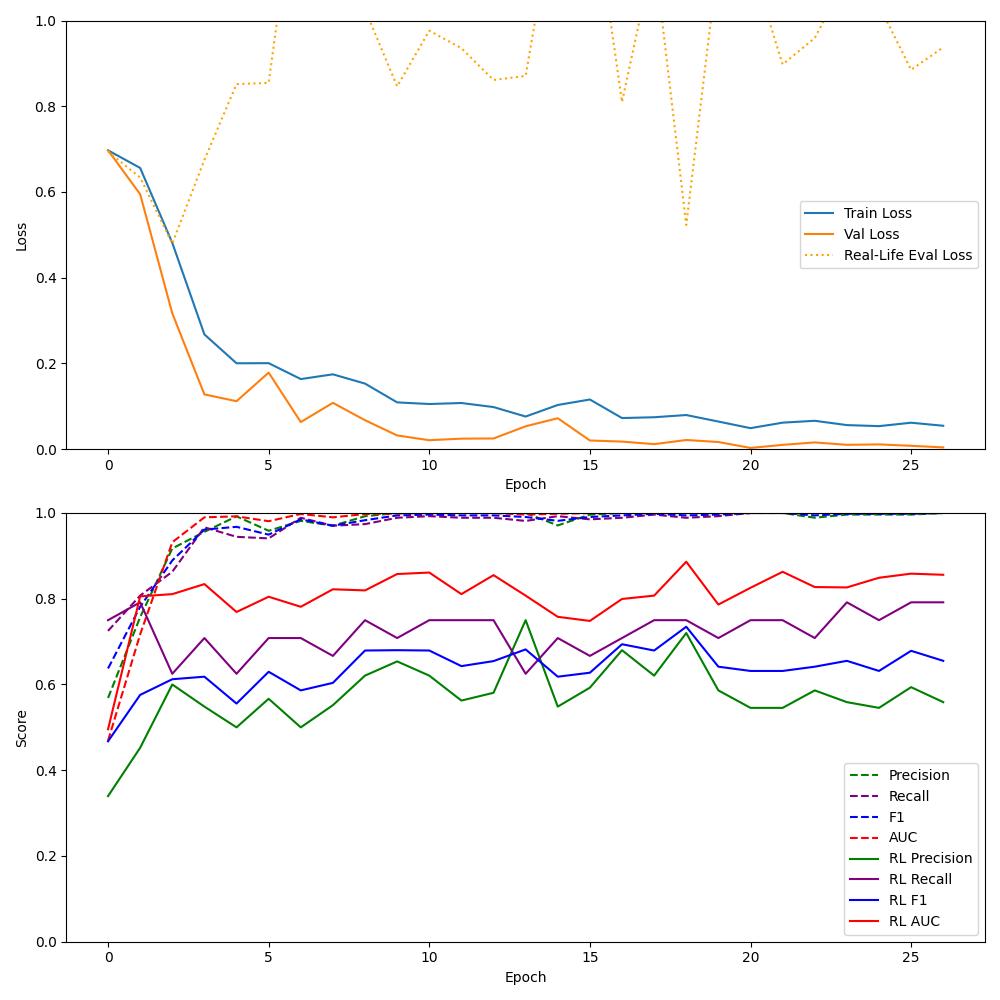 1.0
0.8
0.6
0.4
0.2
0.0
Loss
Train Loss
Val Loss
Real-Life Eval Loss
0 5 10 15 20 25
Epoch
1.0
0.8
0.6
0.4
0.2
0.0
Score
Precision
Recall
F1
AUC
RL Precision
RL Recall
RL F1
RL AUC
0 5 10 15 20 25
Epoch